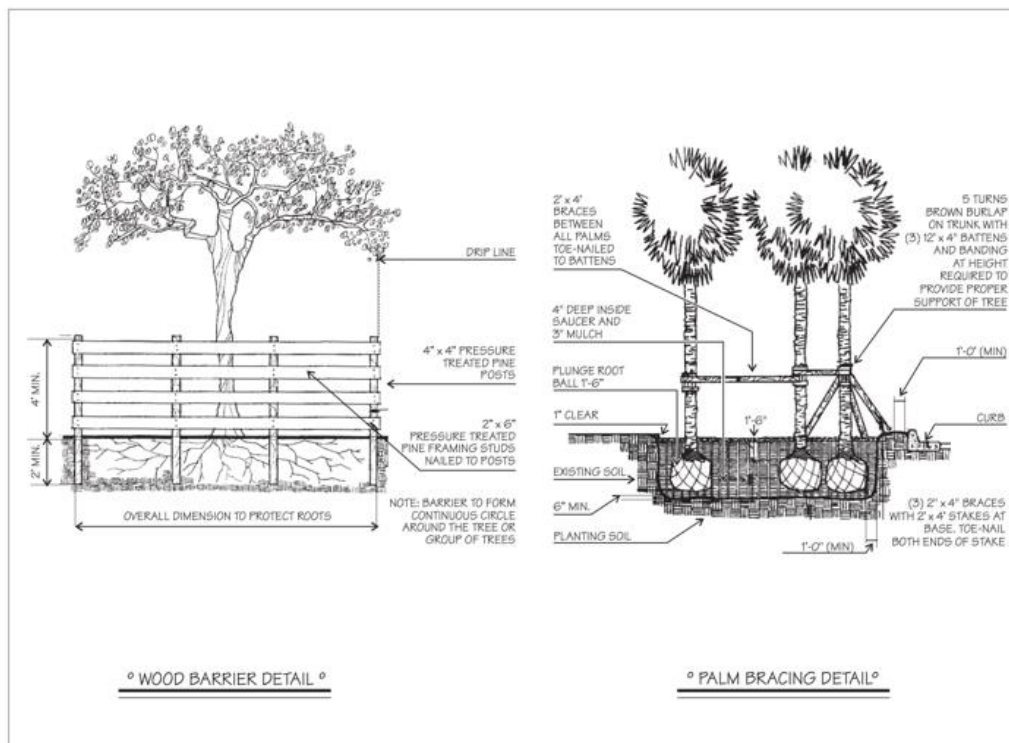 DRIP LINE
4" x 4" PRESSURE
TREATED PINE
POSTS
4' MIN.
2" x 6"
PRESSURE TREATED
PINE FRAMING STUDS
NAILED TO POSTS
2' MIN.
OVERALL DIMENSION TO PROTECT ROOTS
NOTE: BARRIER TO FORM
CONTINUOUS CIRCLE
AROUND THE TREE OR
GROUP OF TREES
° WOOD BARRIER DETAIL °
2" x 4'
BRACES
BETWEEN
ALL PALMS
TOE-NAILED
TO BATTENS
4" DEEP INSIDE
SAUCER AND
3" MULCH
PLUNGE ROOT
BALL 1'-6"
1" CLEAR
1'-6"
EXISTING SOIL
6" MIN.
PLANTING SOIL
5 TURNS
BROWN BURLAP
ON TRUNK WITH
(3) 12" x 4" BATTENS
AND BANDING
AT HEIGHT
REQUIRED TO
PROVIDE PROPER
SUPPORT OF TREE
1'-0" (MIN)
CURB
(3) 2" x 4" BRACES
WITH 2" x 4" STAKES AT
BASE. TOE-NAIL
BOTH ENDS OF STAKE
1'-0" (MIN)
° PALM BRACING DETAIL°